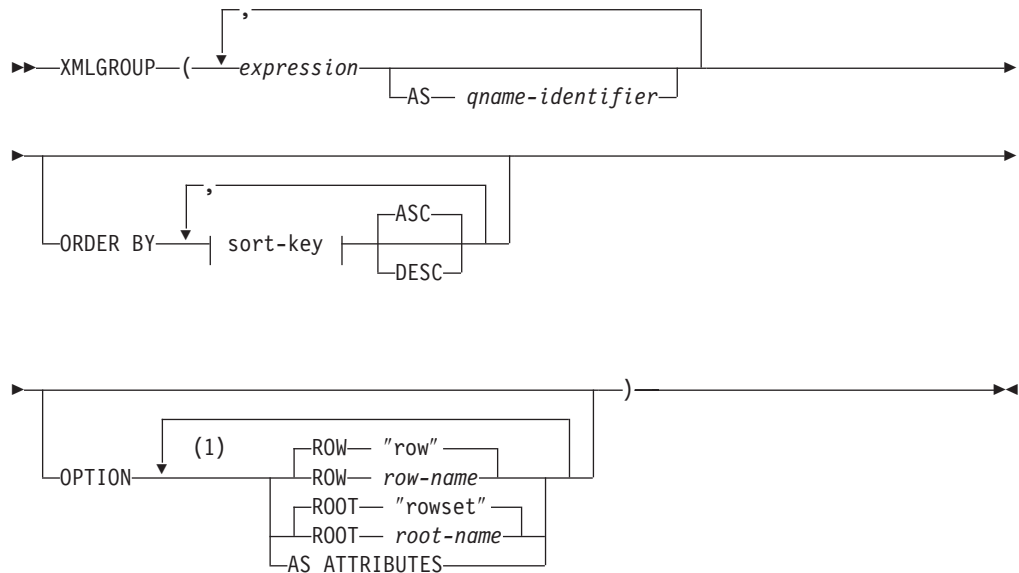 ,
XMLGROUP ( expression
AS qname-identifier
,
ORDER BY sort-key ASC
DESC
)
(1)
OPTION ROW "row"
ROW row-name
ROOT "rowset"
ROOT root-name
AS ATTRIBUTES